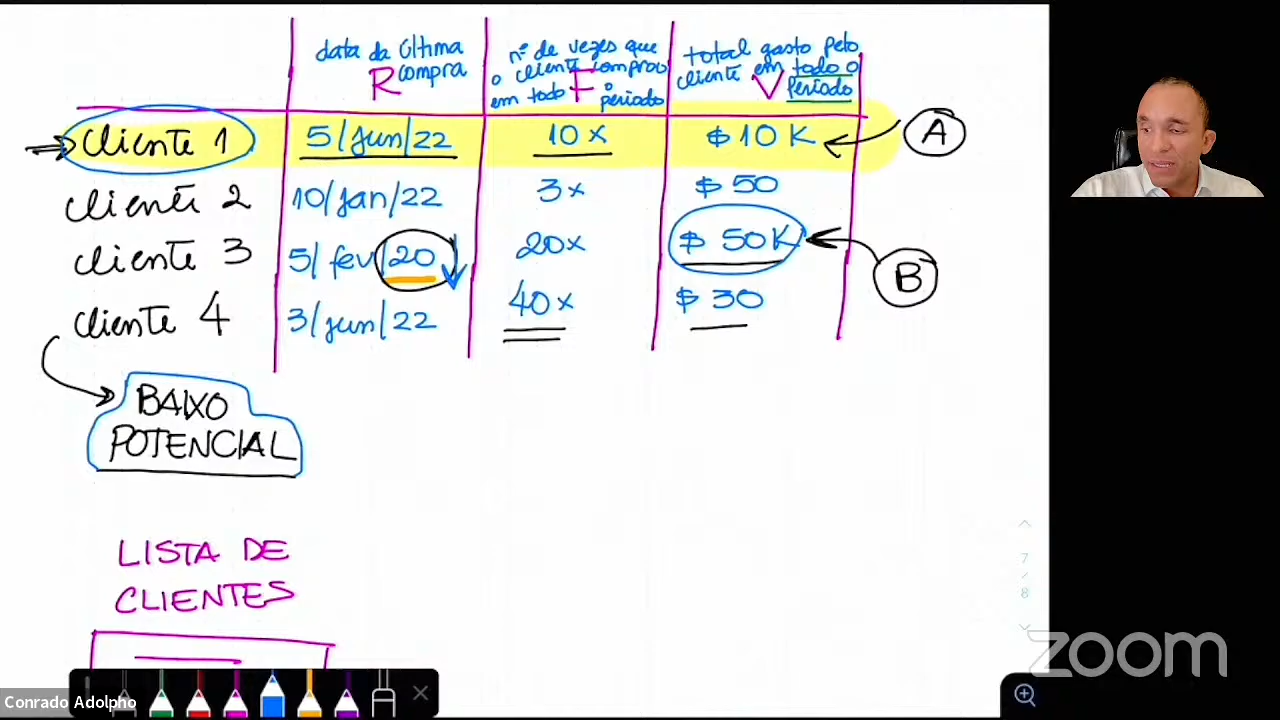 data da última
compra
R
nº de vezes que
o cliente comprou
em todo o período
F
total gasto pelo
cliente em todo o
período
V
cliente 1 5/jun/22 10x $10K A
cliente 2 10/jan/22 3x $50
cliente 3 5/fev/20 20x $50K B
cliente 4 3/jun/22 40x $30
BAIXO
POTENCIAL
LISTA DE
CLIENTES
7
/
8
zoom
Conrado Adolpho